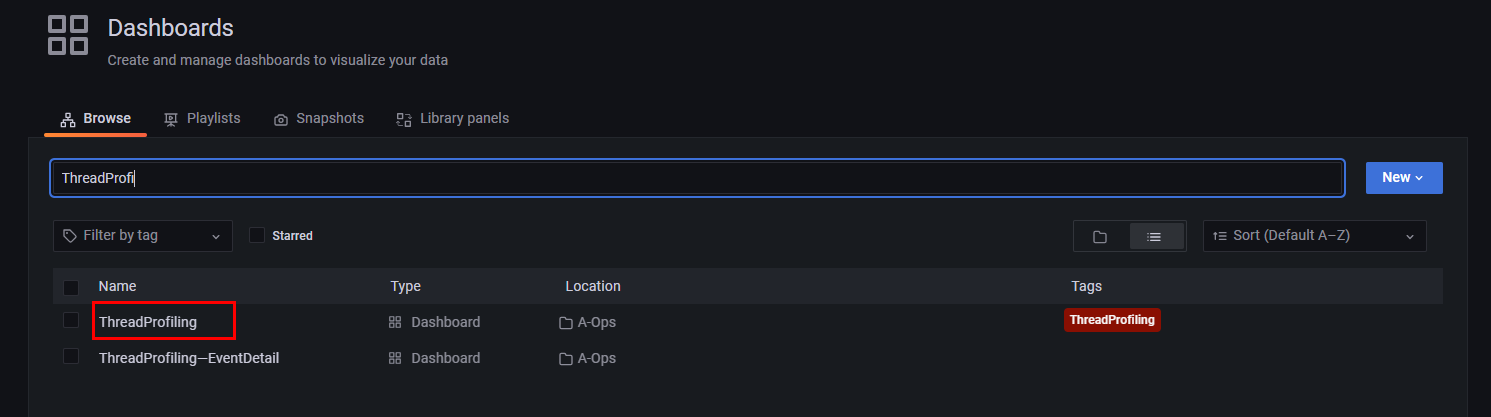 Dashboards
Create and manage dashboards to visualize your data
Browse Playlists Snapshots Library panels
ThreadProfi New
Filter by tag Starred Sort (Default A–Z)
Name Type Location Tags
ThreadProfiling Dashboard A-Ops ThreadProfiling
ThreadProfiling—EventDetail Dashboard A-Ops